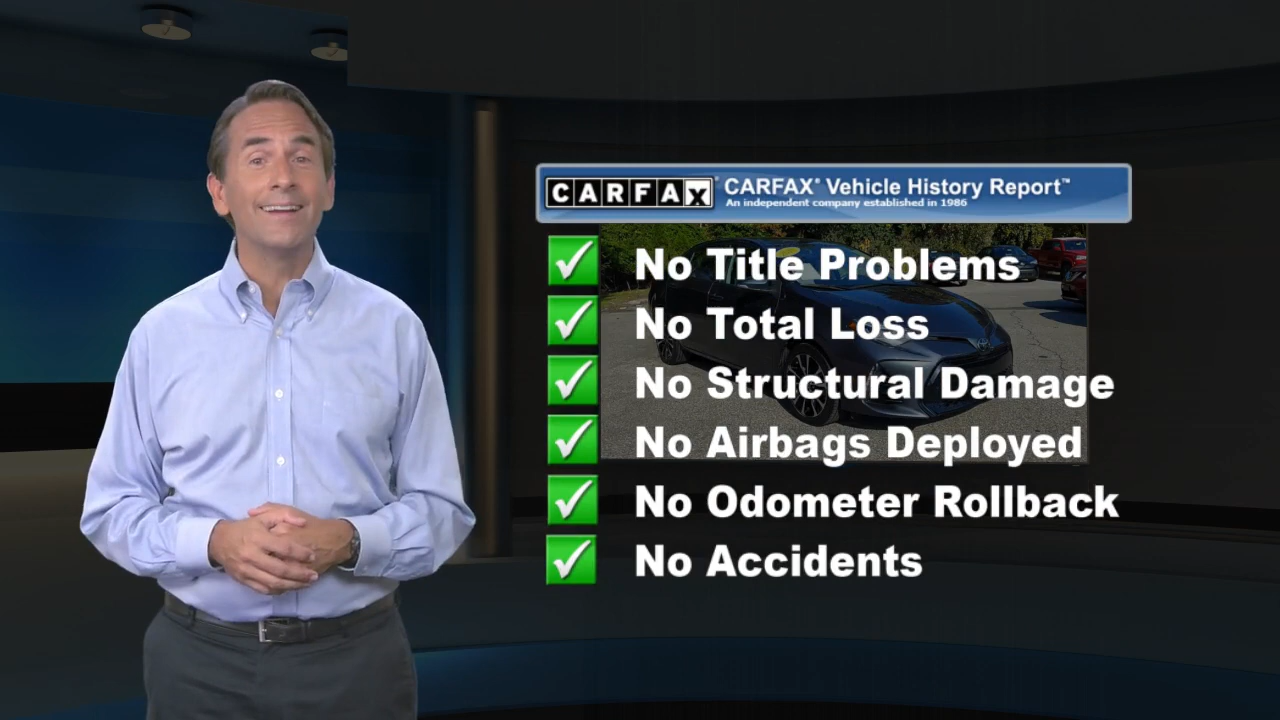 CARFAX CARFAX® Vehicle History Report™
An independent company established in 1986
No Title Problems
No Total Loss
No Structural Damage
No Airbags Deployed
No Odometer Rollback
No Accidents